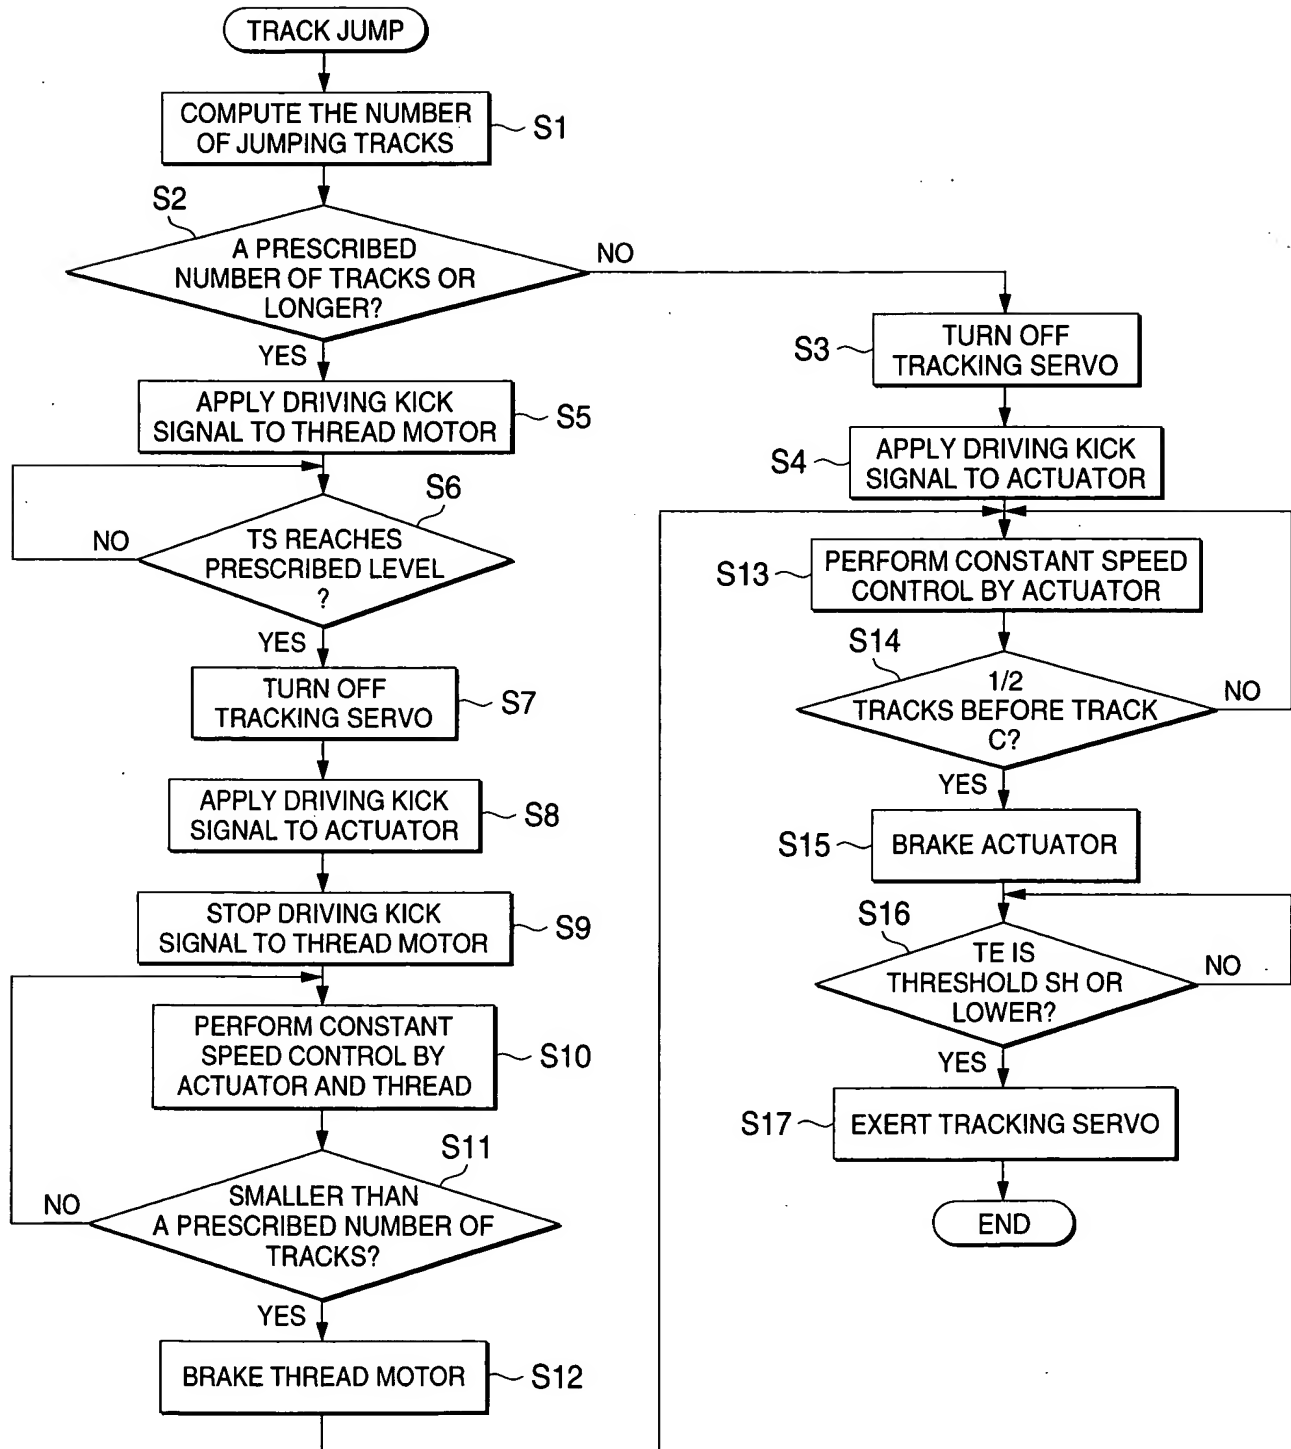 TRACK JUMP
COMPUTE THE NUMBER
OF JUMPING TRACKS
S1
S2
A PRESCRIBED
NUMBER OF TRACKS OR
LONGER?
NO
YES
APPLY DRIVING KICK
SIGNAL TO THREAD MOTOR
S5
S6
TS REACHES
PRESCRIBED LEVEL
?
NO
YES
TURN OFF
TRACKING SERVO
S7
APPLY DRIVING KICK
SIGNAL TO ACTUATOR
S8
STOP DRIVING KICK
SIGNAL TO THREAD MOTOR
S9
PERFORM CONSTANT
SPEED CONTROL BY
ACTUATOR AND THREAD
S10
S11
SMALLER THAN
A PRESCRIBED NUMBER OF
TRACKS?
NO
YES
BRAKE THREAD MOTOR
S12
S3
TURN OFF
TRACKING SERVO
S4
APPLY DRIVING KICK
SIGNAL TO ACTUATOR
S13
PERFORM CONSTANT SPEED
CONTROL BY ACTUATOR
S14
1/2
TRACKS BEFORE TRACK
C?
NO
YES
S15
BRAKE ACTUATOR
S16
TE IS
THRESHOLD SH OR
LOWER?
NO
YES
S17
EXERT TRACKING SERVO
END